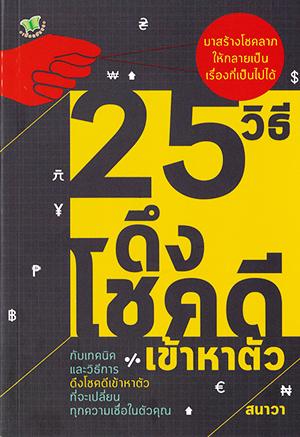 มาสร้างโชคลาภ
ให้กลายเป็น
เรื่องที่เป็นไปได้
25 วิธี
ดึง
โชคดี
เข้าหาตัว
กับเทคนิค
และวิธีการ
ดึงโชคดีเข้าหาตัว
ที่จะเปลี่ยน
ทุกความเชื่อในตัวคุณ
สนาวา